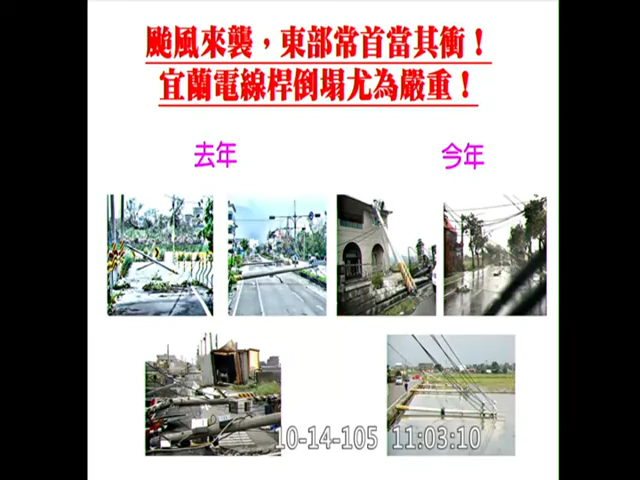 颱風來襲，東部常首當其衝！
宜蘭電線桿倒塌尤為嚴重！
去年
今年
10-14-105 11:03:10